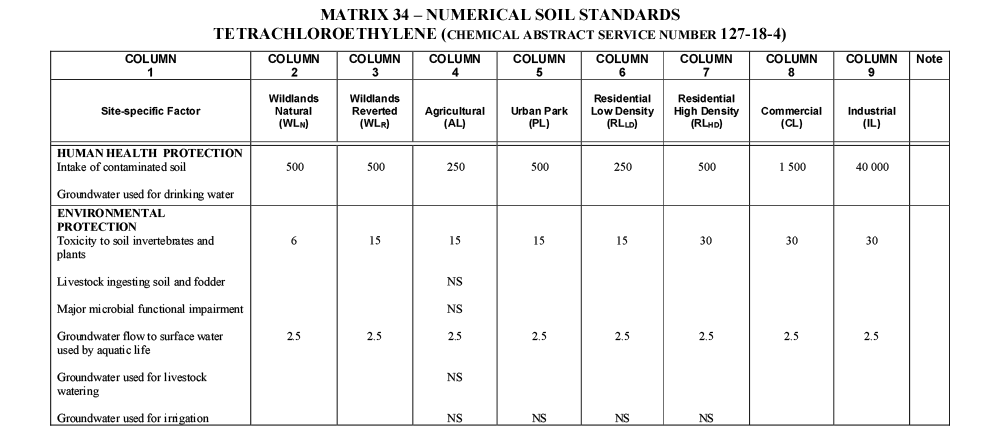 MATRIX 34 – NUMERICAL SOIL STANDARDS
TETRACHLOROETHYLENE (CHEMICAL ABSTRACT SERVICE NUMBER 127-18-4)
COLUMN 1 COLUMN 2 COLUMN 3 COLUMN 4 COLUMN 5 COLUMN 6 COLUMN 7 COLUMN 8 COLUMN 9 Note
Site-specific Factor Wildlands Natural (WLN) Wildlands Reverted (WLR) Agricultural (AL) Urban Park (PL) Residential Low Density (RLLD) Residential High Density (RLHD) Commercial (CL) Industrial (IL)
HUMAN HEALTH PROTECTION
Intake of contaminated soil 500 500 250 500 250 500 1 500 40 000
Groundwater used for drinking water
ENVIRONMENTAL
PROTECTION
Toxicity to soil invertebrates and 6 15 15 15 15 30 30 30
plants
Livestock ingesting soil and fodder NS
Major microbial functional impairment NS
Groundwater flow to surface water 2.5 2.5 2.5 2.5 2.5 2.5 2.5 2.5
used by aquatic life
Groundwater used for livestock NS
watering
Groundwater used for irrigation NS NS NS NS